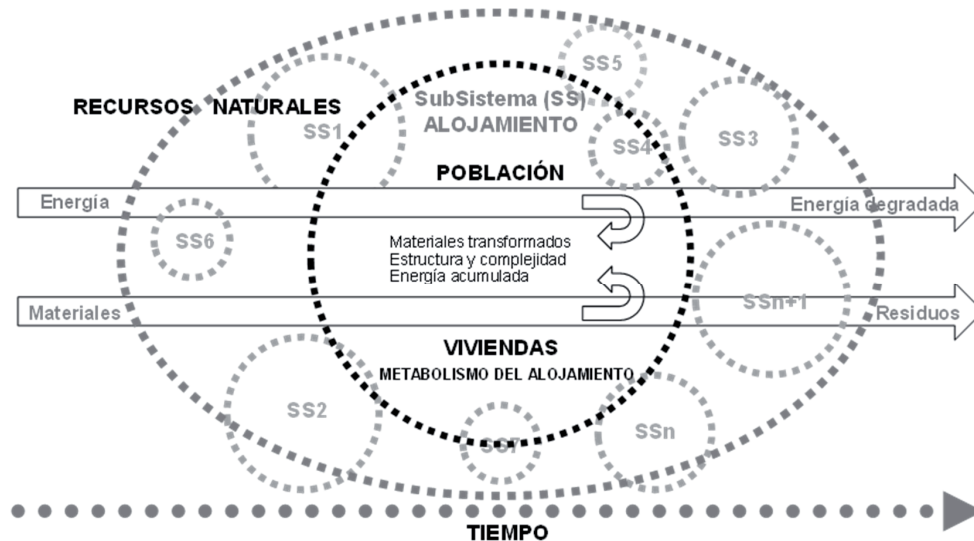 SS5
SubSistema (SS)
RECURSOS NATURALES
ALOJAMIENTO
SS1
SS4
SS3
POBLACIÓN
Energía
Energía degradada
SS6
Materiales transformados
Estructura y complejidad
Energía acumulada
SSn+1
Materiales
Residuos
VIVIENDAS
METABOLISMO DEL ALOJAMIENTO
SS2
SSn
SS7
TIEMPO